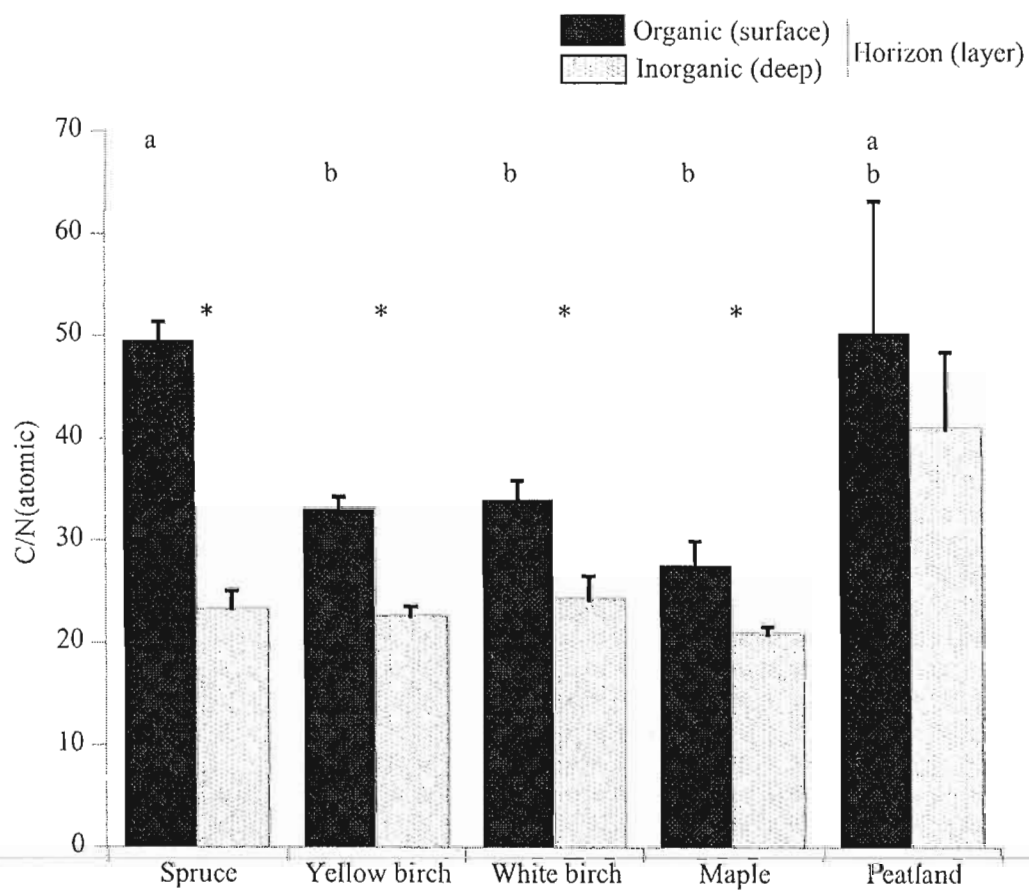 Organic (surface)
Inorganic (deep)
Horizon (layer)
70
60
50
40
30
20
10
0
C/N(atomic)
a
b
b
b
a
b
*
*
*
*
Spruce
Yellow birch
White birch
Maple
Peatland